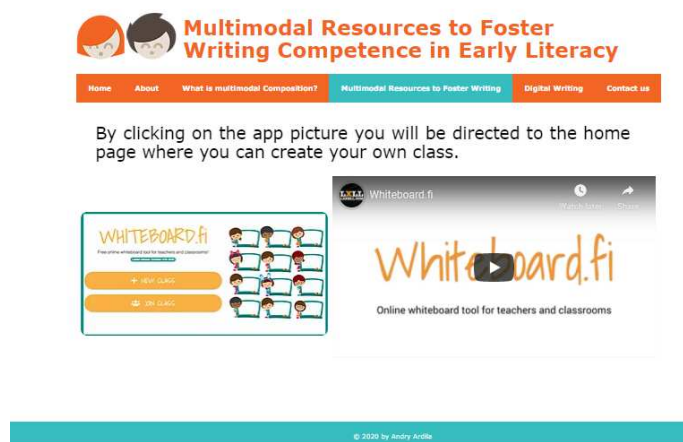 Multimodal Resources to Foster
Writing Competence in Early Literacy
Home About What is multimodal Composition? Multimodal Resources to Foster Writing Digital Writing Contact us
By clicking on the app picture you will be directed to the home
page where you can create your own class.
WHITEBOARD.fi
Free online whiteboard tool for teachers and classrooms!
+ NEW CLASS
JOIN CLASS
Whiteboard.fi
Watch later Share
Whiteboard.fi
Online whiteboard tool for teachers and classrooms
© 2020 by Andry Ardila